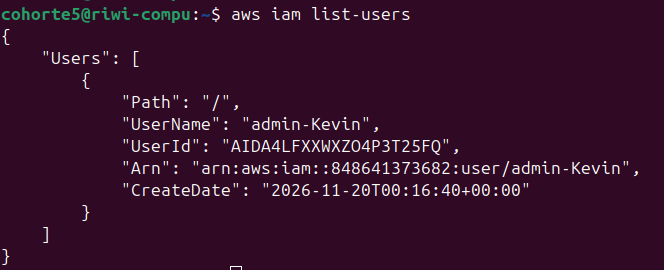 cohorte5@riwi-compu:~$ aws iam list-users
{
    "Users": [
        {
            "Path": "/",
            "UserName": "admin-Kevin",
            "UserId": "AIDA4LFXXWXZO4P3T25FQ",
            "Arn": "arn:aws:iam::848641373682:user/admin-Kevin",
            "CreateDate": "2026-11-20T00:16:40+00:00"
        }
    ]
}